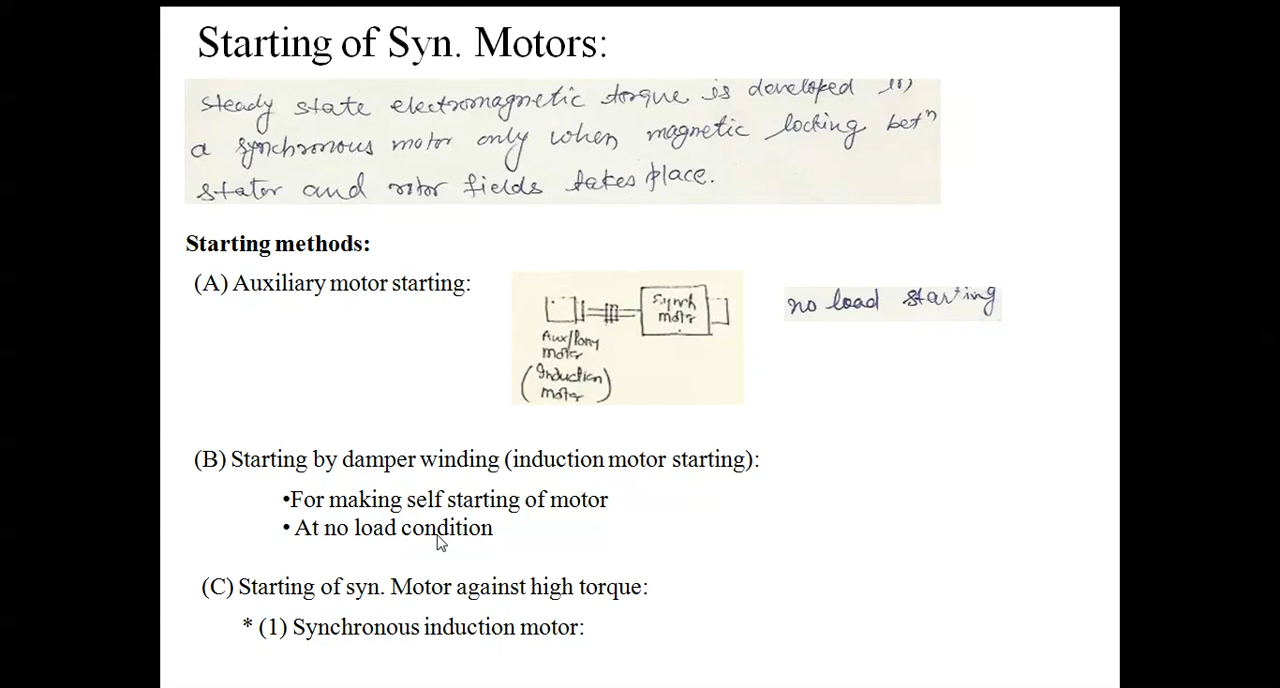 Starting of Syn. Motors:
Steady state electromagnetic torque is developed in
a synchronous motor only when magnetic locking betⁿ
stator and rotor fields takes place.
Starting methods:
(A) Auxiliary motor starting:
Synch
motor
Aux/Pony
motor
(Induction
motor)
no load starting
(B) Starting by damper winding (induction motor starting):
•For making self starting of motor
• At no load condition
(C) Starting of syn. Motor against high torque:
* (1) Synchronous induction motor: